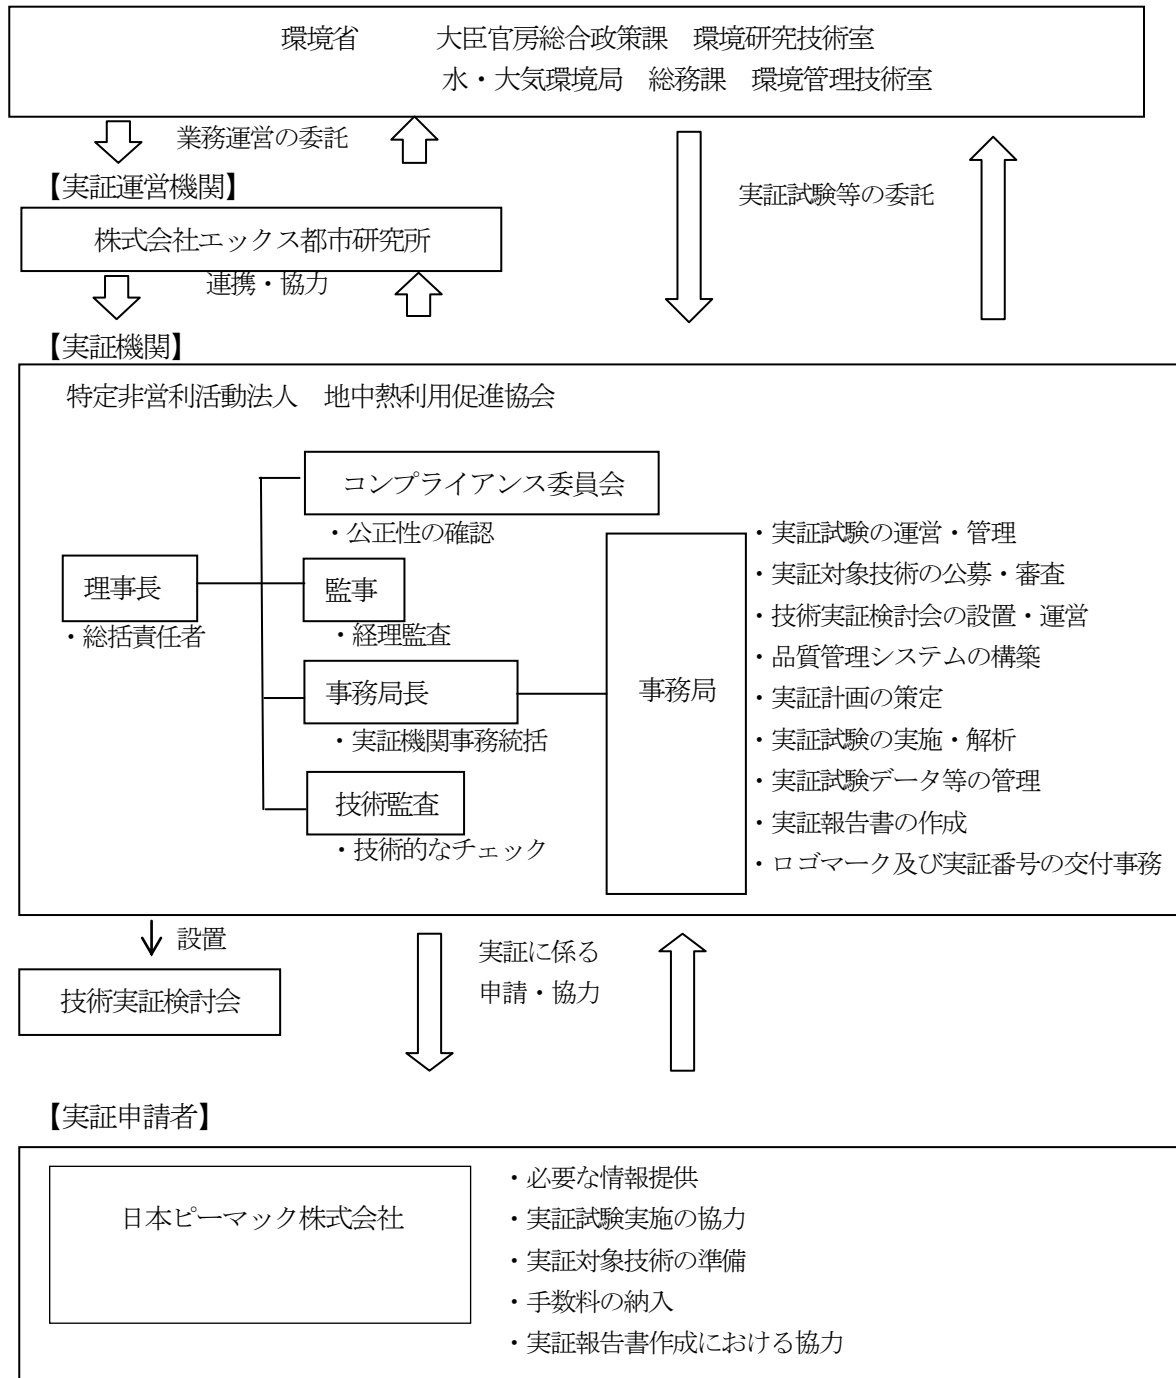 環境省　大臣官房総合政策課　環境研究技術室
水・大気環境局　総務課　環境管理技術室
業務運営の委託
【実証運営機関】
実証試験等の委託
株式会社エックス都市研究所
連携・協力
【実証機関】
特定非営利活動法人　地中熱利用促進協会
コンプライアンス委員会
・公正性の確認
理事長
・総括責任者
監事
・経理監査
事務局長
・実証機関事務統括
技術監査
・技術的なチェック
事務局
・実証試験の運営・管理
・実証対象技術の公募・審査
・技術実証検討会の設置・運営
・品質管理システムの構築
・実証計画の策定
・実証試験の実施・解析
・実証試験データ等の管理
・実証報告書の作成
・ロゴマーク及び実証番号の交付事務
設置
実証に係る
申請・協力
技術実証検討会
【実証申請者】
日本ピーマック株式会社
・必要な情報提供
・実証試験実施の協力
・実証対象技術の準備
・手数料の納入
・実証報告書作成における協力